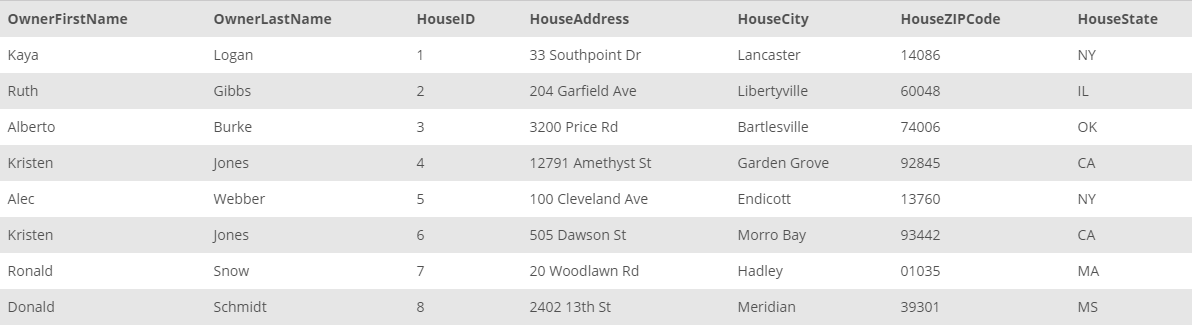 OwnerFirstName OwnerLastName HouseID HouseAddress HouseCity HouseZIPCode HouseState
Kaya Logan 1 33 Southpoint Dr Lancaster 14086 NY
Ruth Gibbs 2 204 Garfield Ave Libertyville 60048 IL
Alberto Burke 3 3200 Price Rd Bartlesville 74006 OK
Kristen Jones 4 12791 Amethyst St Garden Grove 92845 CA
Alec Webber 5 100 Cleveland Ave Endicott 13760 NY
Kristen Jones 6 505 Dawson St Morro Bay 93442 CA
Ronald Snow 7 20 Woodlawn Rd Hadley 01035 MA
Donald Schmidt 8 2402 13th St Meridian 39301 MS